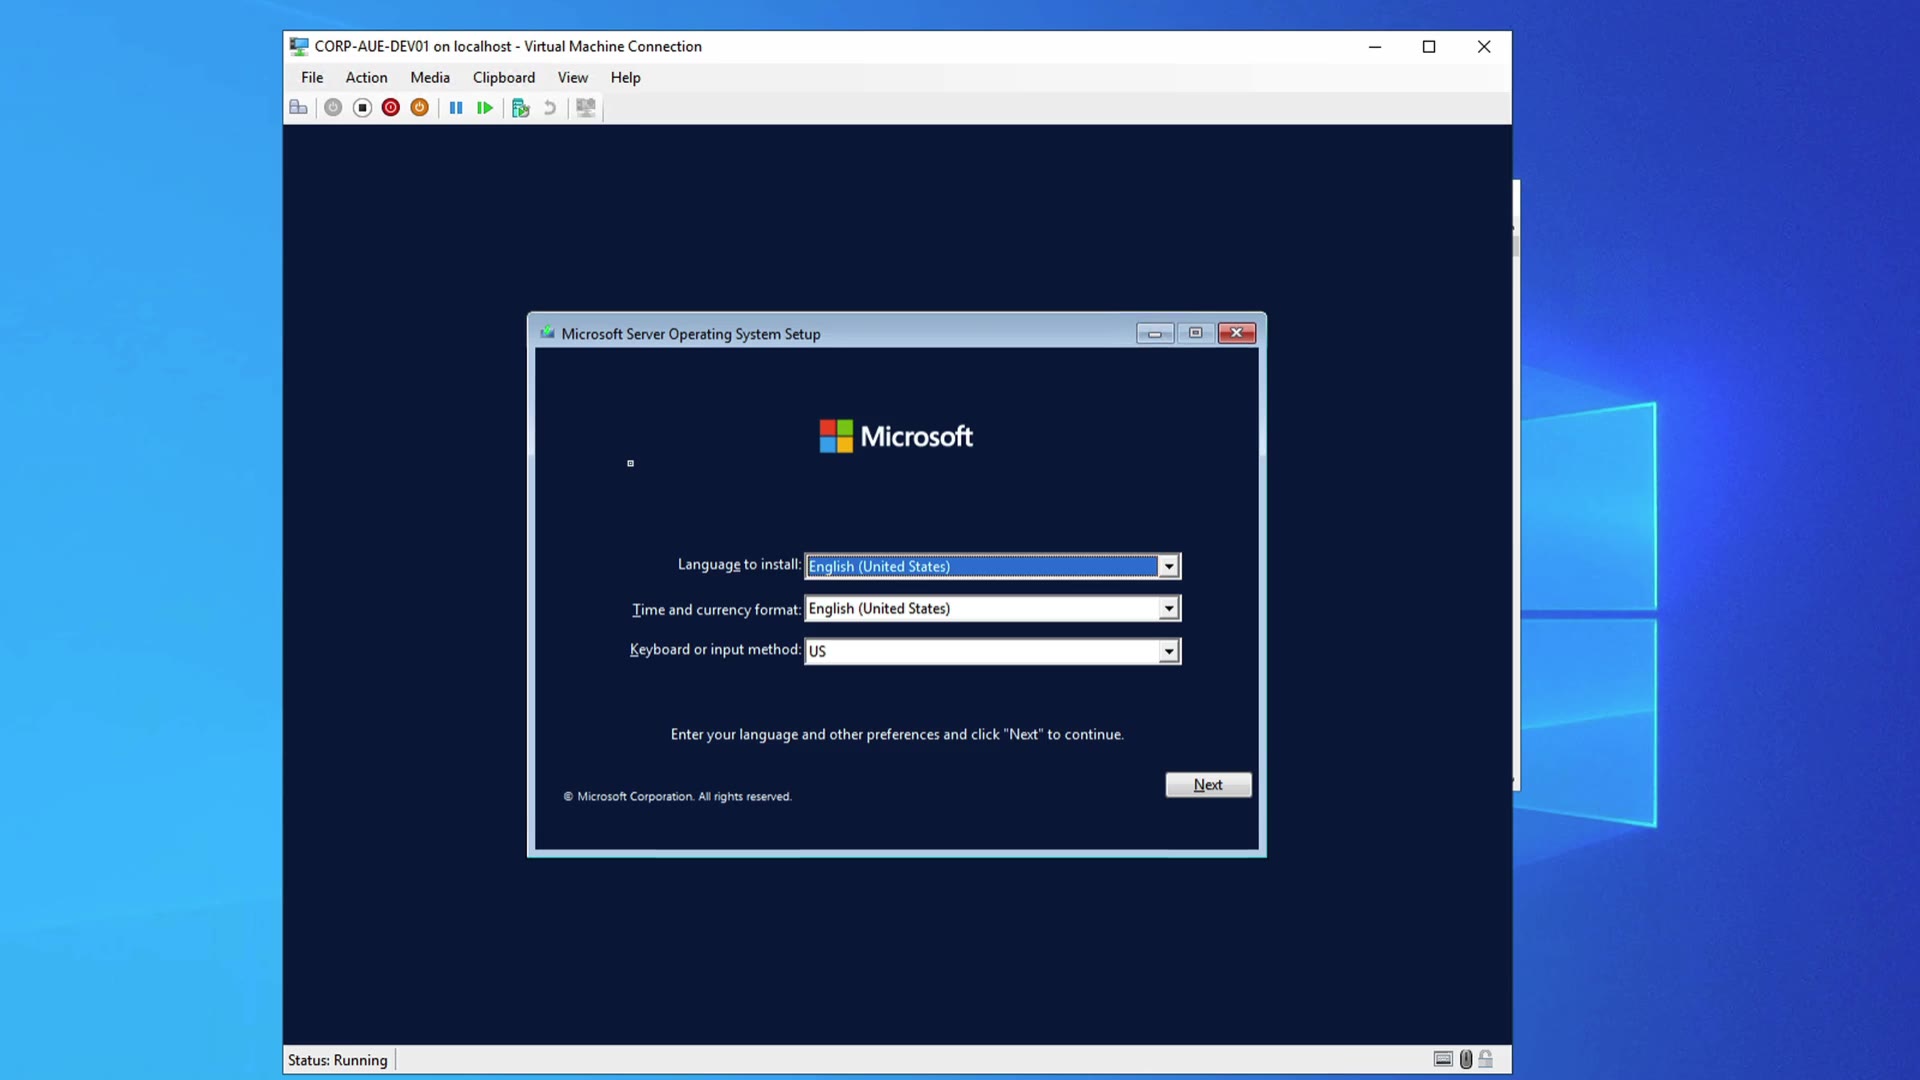 CORP-AUE-DEV01 on localhost - Virtual Machine Connection
File Action Media Clipboard View Help
Microsoft Server Operating System Setup
Microsoft
Language to install: English (United States)
Time and currency format: English (United States)
Keyboard or input method: US
Enter your language and other preferences and click "Next" to continue.
Next
© Microsoft Corporation. All rights reserved.
Status: Running